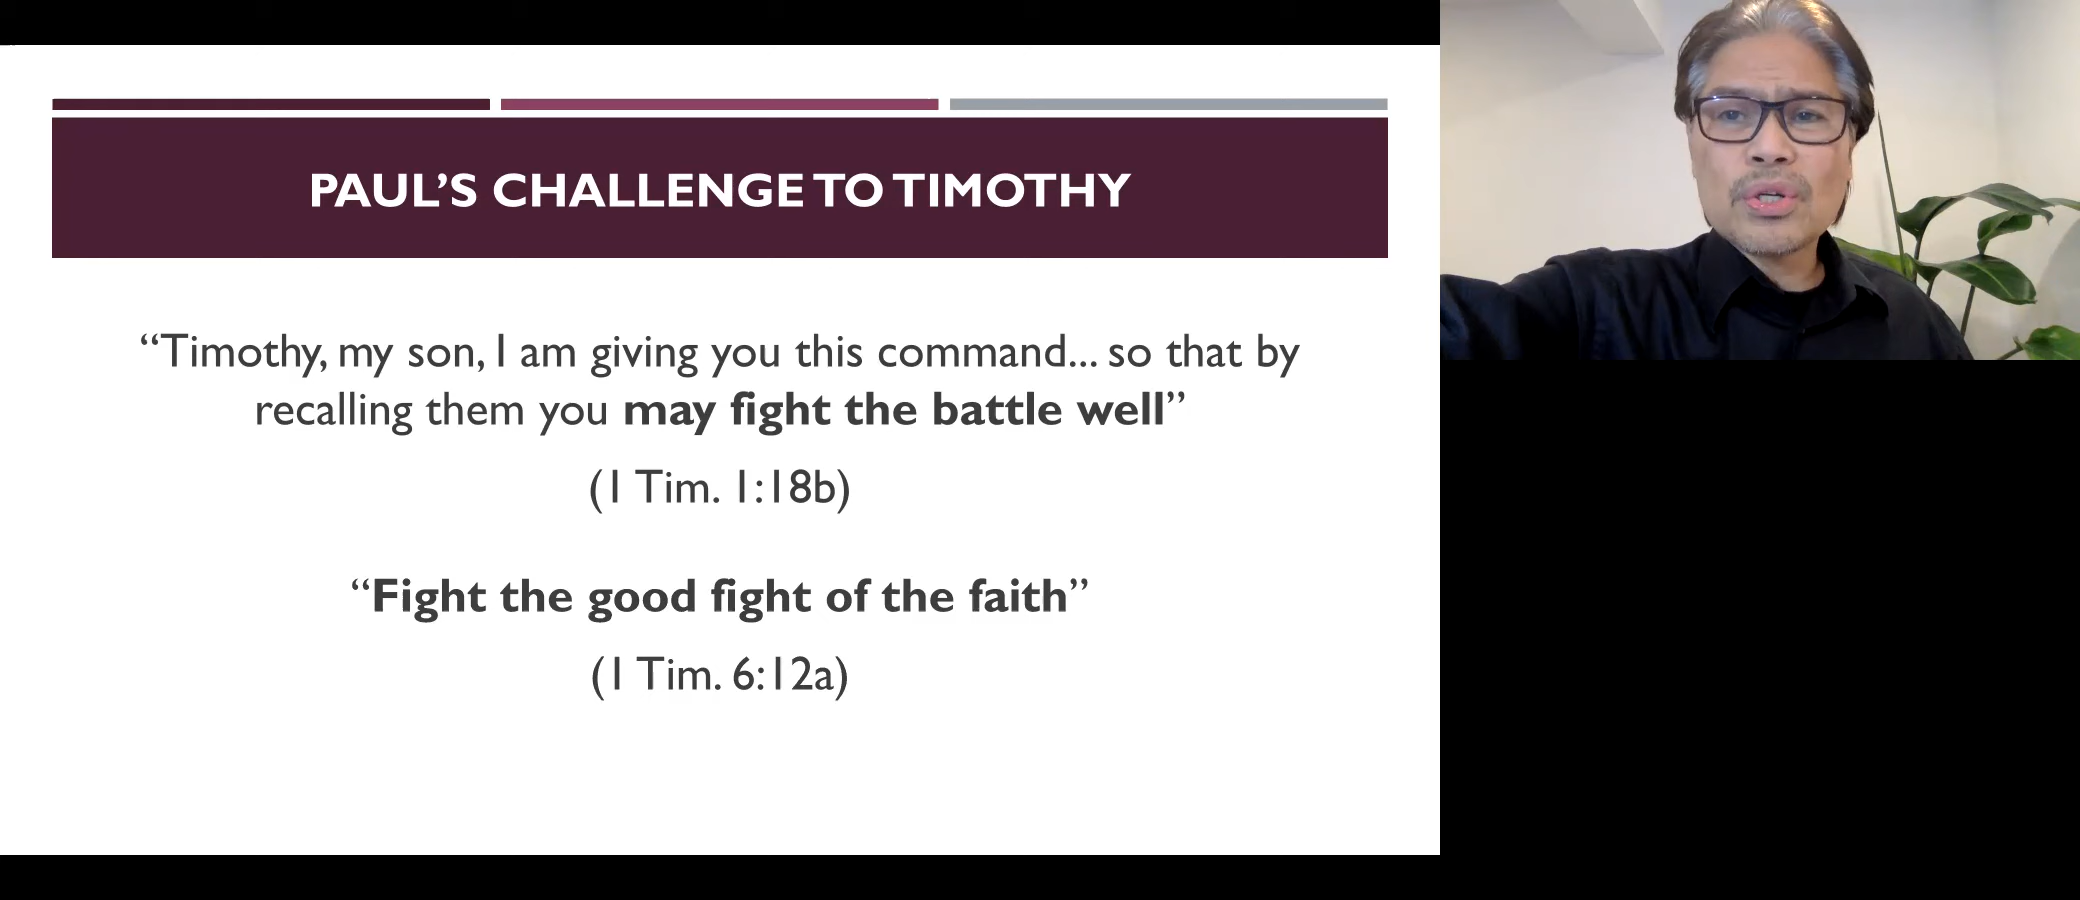 PAUL’S CHALLENGE TO TIMOTHY
“Timothy, my son, I am giving you this command... so that by
recalling them you may fight the battle well”
(1 Tim. 1:18b)
“Fight the good fight of the faith”
(1 Tim. 6:12a)